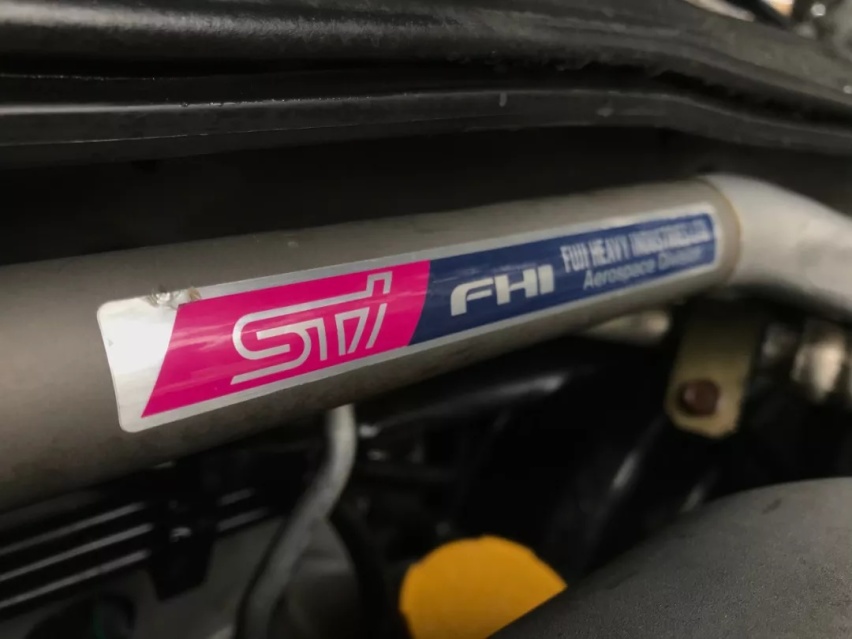 STi
FHI
FUJI HEAVY INDUSTRIES LTD.
Aerospace Division